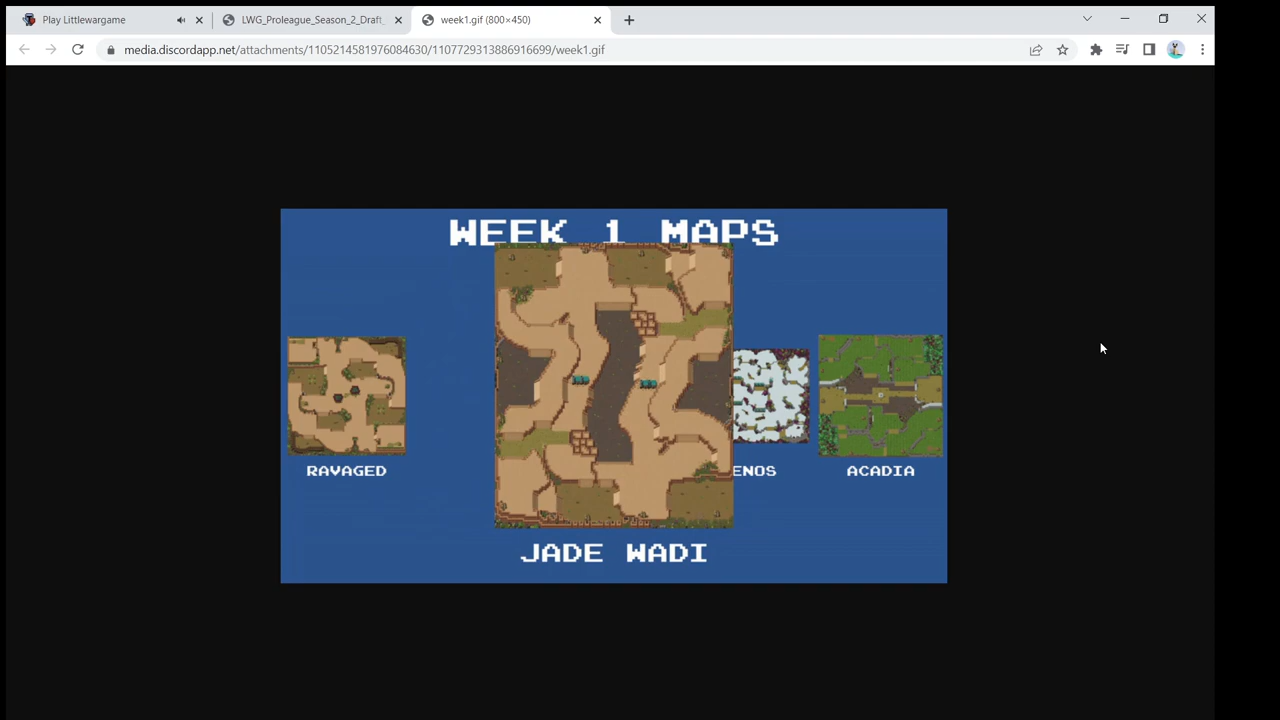 Play Littlewargame
LWG_Proleague_Season_2_Draft_
week1.gif (800×450)
media.discordapp.net/attachments/1105214581976084630/1107729313886916699/week1.gif
WEEK 1 MAPS
RAVAGED
ENOS
ACADIA
JADE WADI